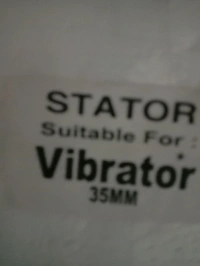 STATOR
Suitable For :
Vibrator
35MM